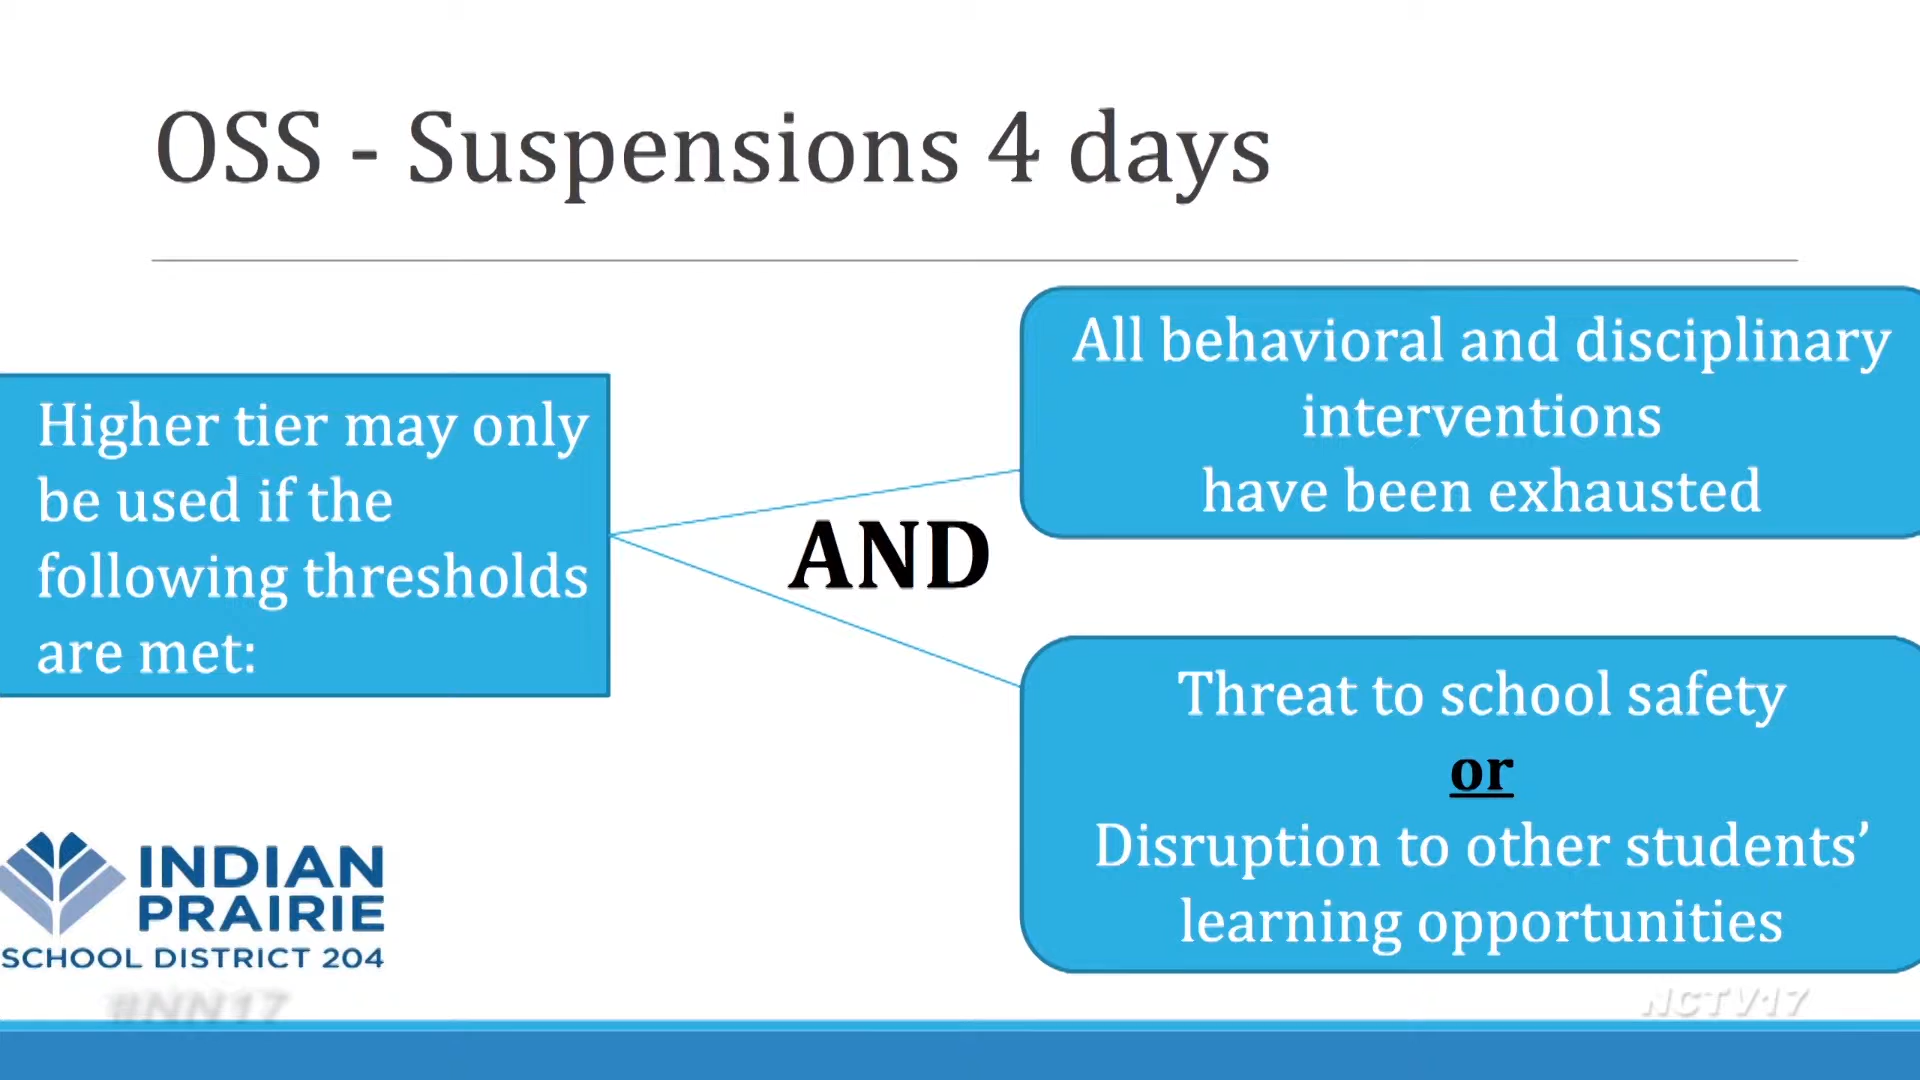 OSS - Suspensions 4 days
Higher tier may only
be used if the
following thresholds
are met:
AND
All behavioral and disciplinary
interventions
have been exhausted
Threat to school safety
or
Disruption to other students’
learning opportunities
INDIAN
PRAIRIE
SCHOOL DISTRICT 204
#NN17
NCTV17